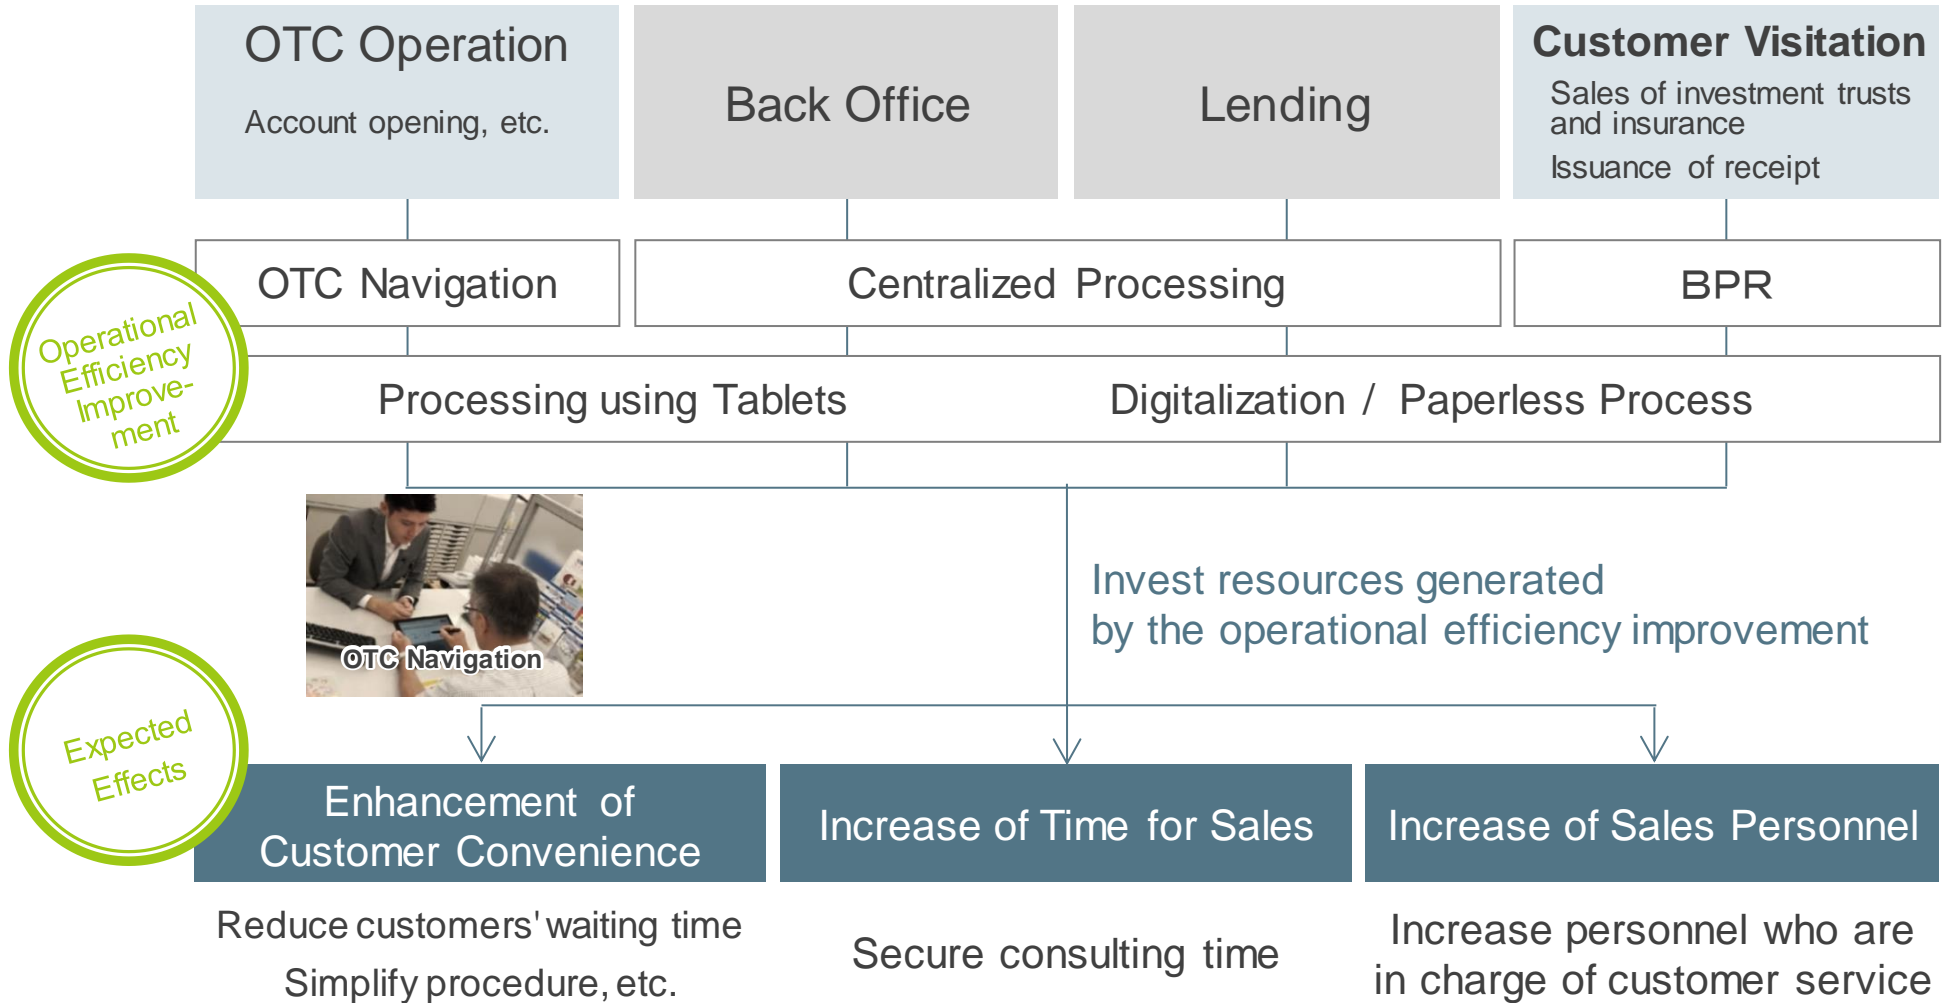 OTC Operation
Account opening, etc.
Back Office
Lending
Customer Visitation
Sales of investment trusts
and insurance
Issuance of receipt
OTC Navigation
Centralized Processing
BPR
Operational
Efficiency
Improve-
ment
Processing using Tablets
Digitalization / Paperless Process
OTC Navigation
Invest resources generated
by the operational efficiency improvement
Expected
Effects
Enhancement of
Customer Convenience
Increase of Time for Sales
Increase of Sales Personnel
Reduce customers' waiting time
Simplify procedure, etc.
Secure consulting time
Increase personnel who are
in charge of customer service